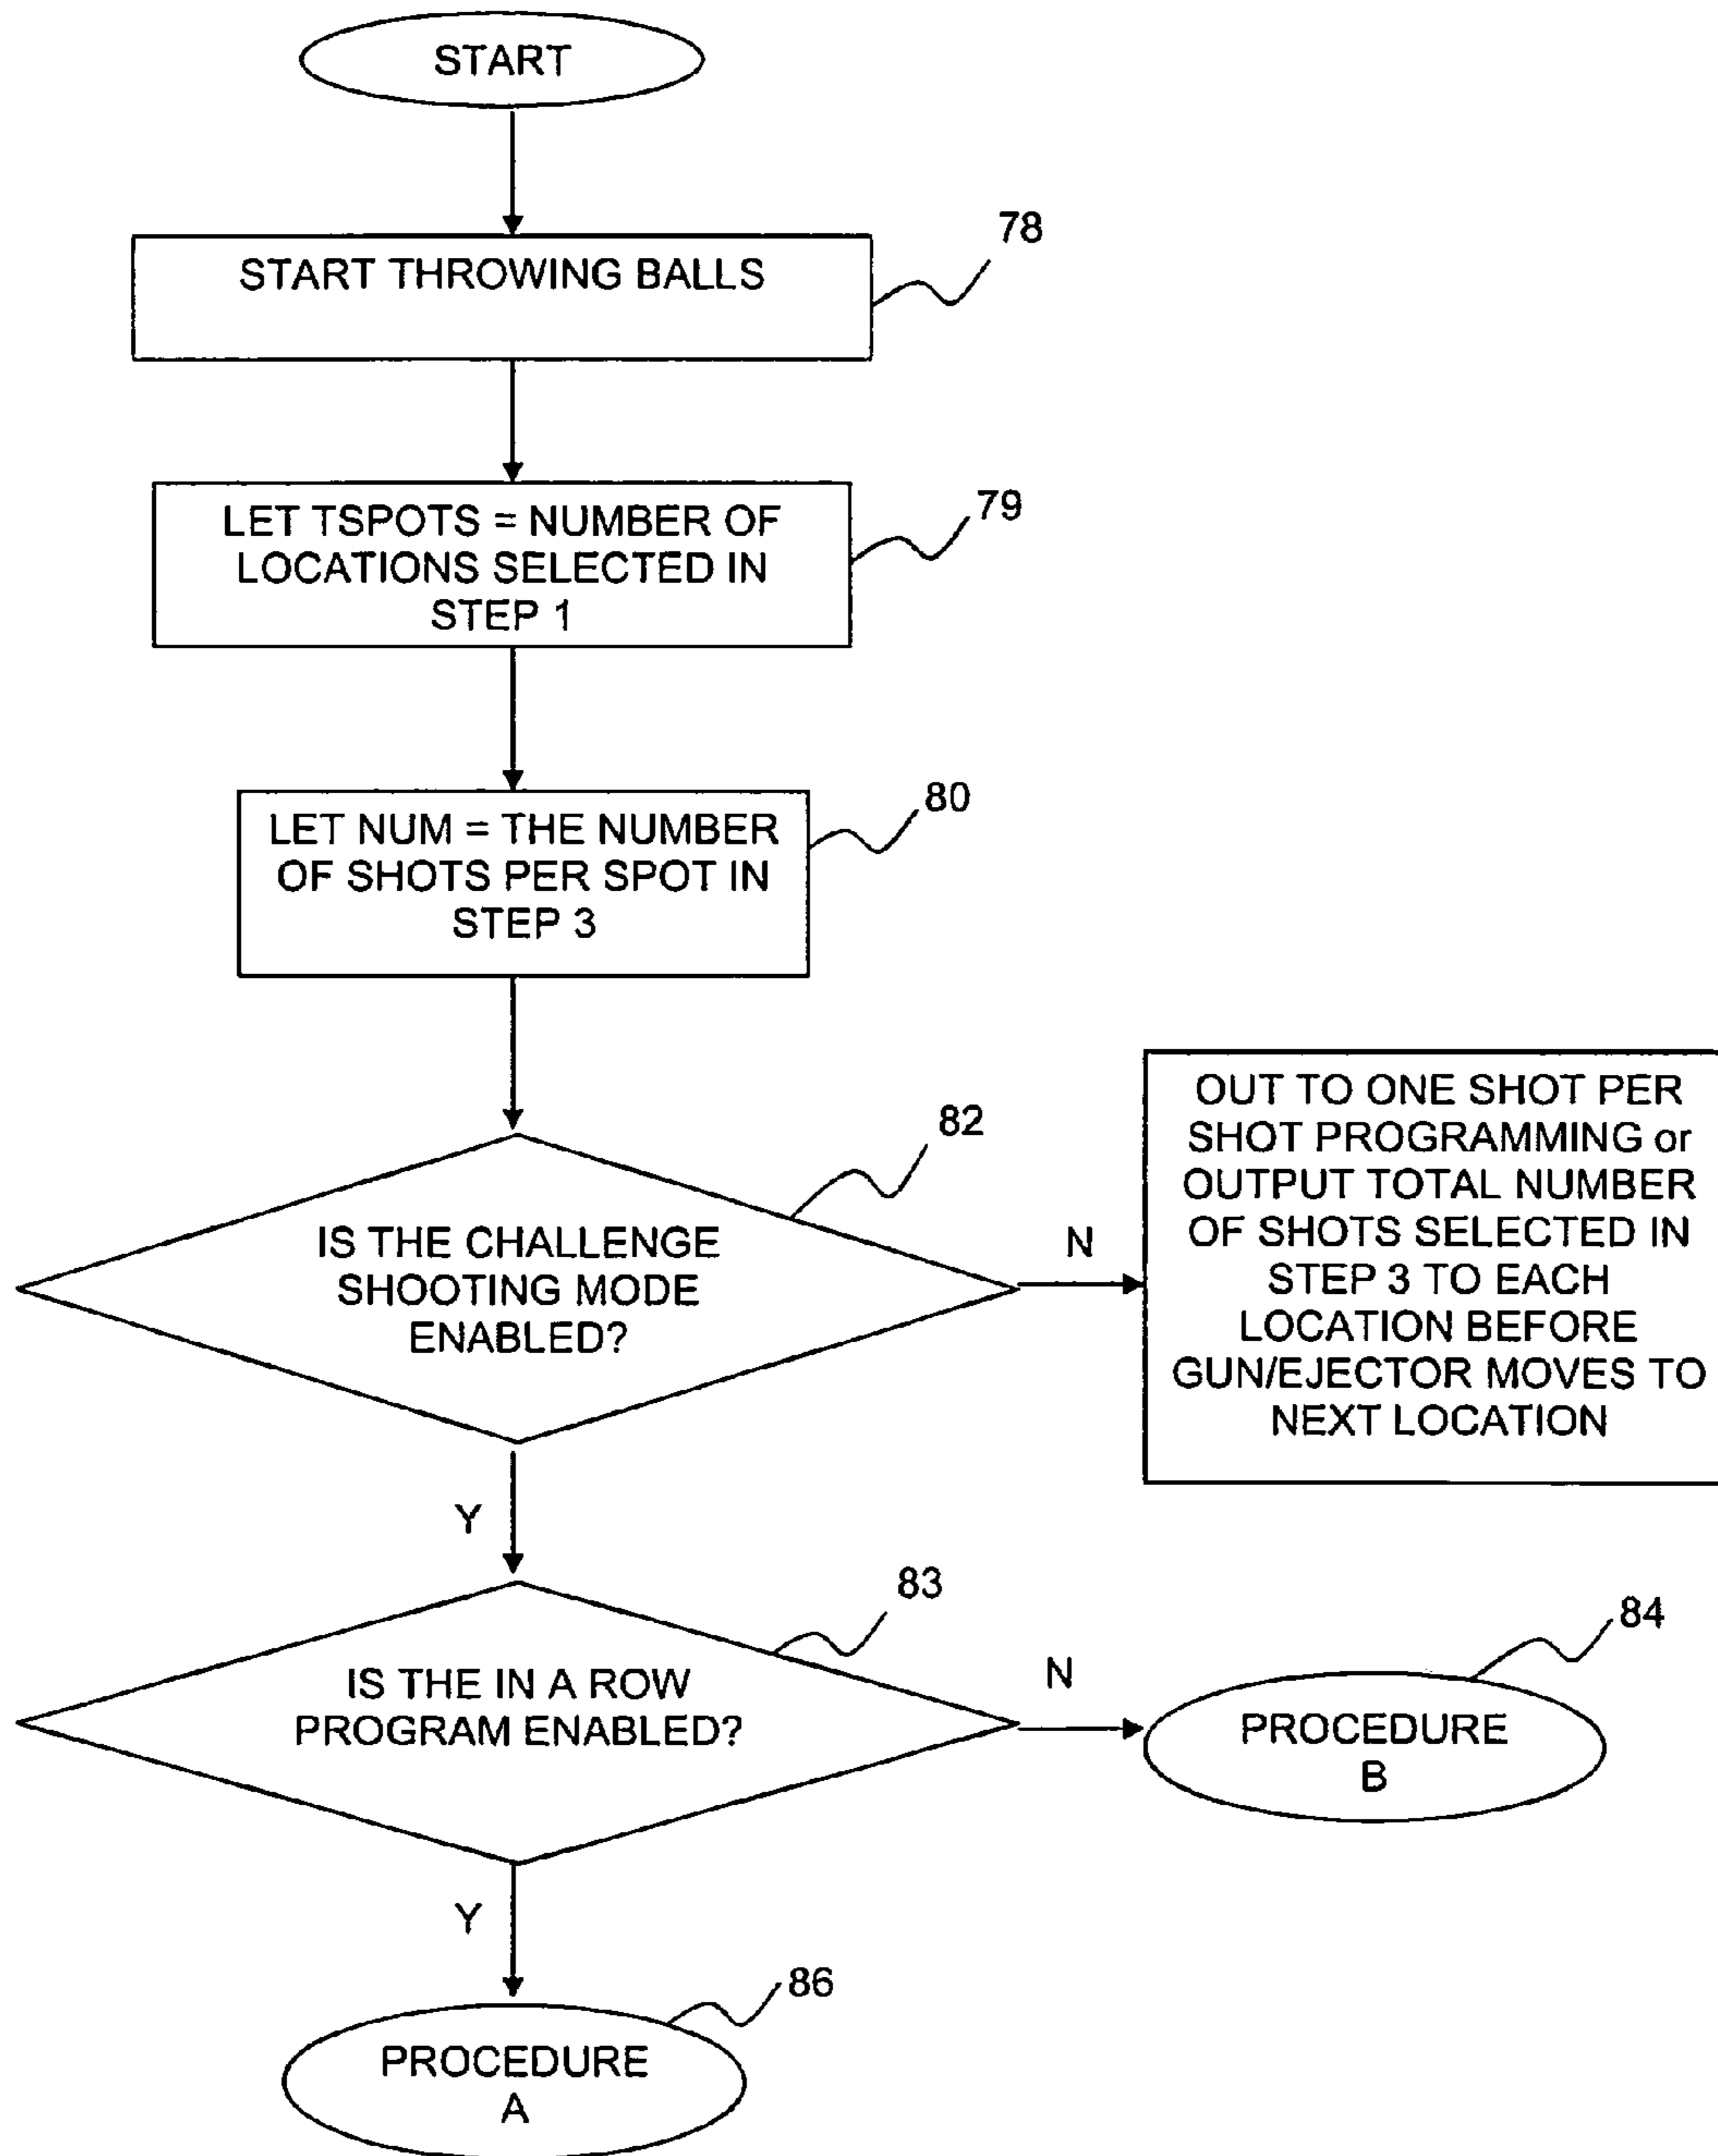 START
78
START THROWING BALLS
79
LET TSPOTS = NUMBER OF
LOCATIONS SELECTED IN
STEP 1
80
LET NUM = THE NUMBER
OF SHOTS PER SPOT IN
STEP 3
82
IS THE CHALLENGE
SHOOTING MODE
ENABLED?
N
OUT TO ONE SHOT PER
SHOT PROGRAMMING or
OUTPUT TOTAL NUMBER
OF SHOTS SELECTED IN
STEP 3 TO EACH
LOCATION BEFORE
GUN/EJECTOR MOVES TO
NEXT LOCATION
Y
83
IS THE IN A ROW
PROGRAM ENABLED?
N
84
PROCEDURE
B
Y
86
PROCEDURE
A